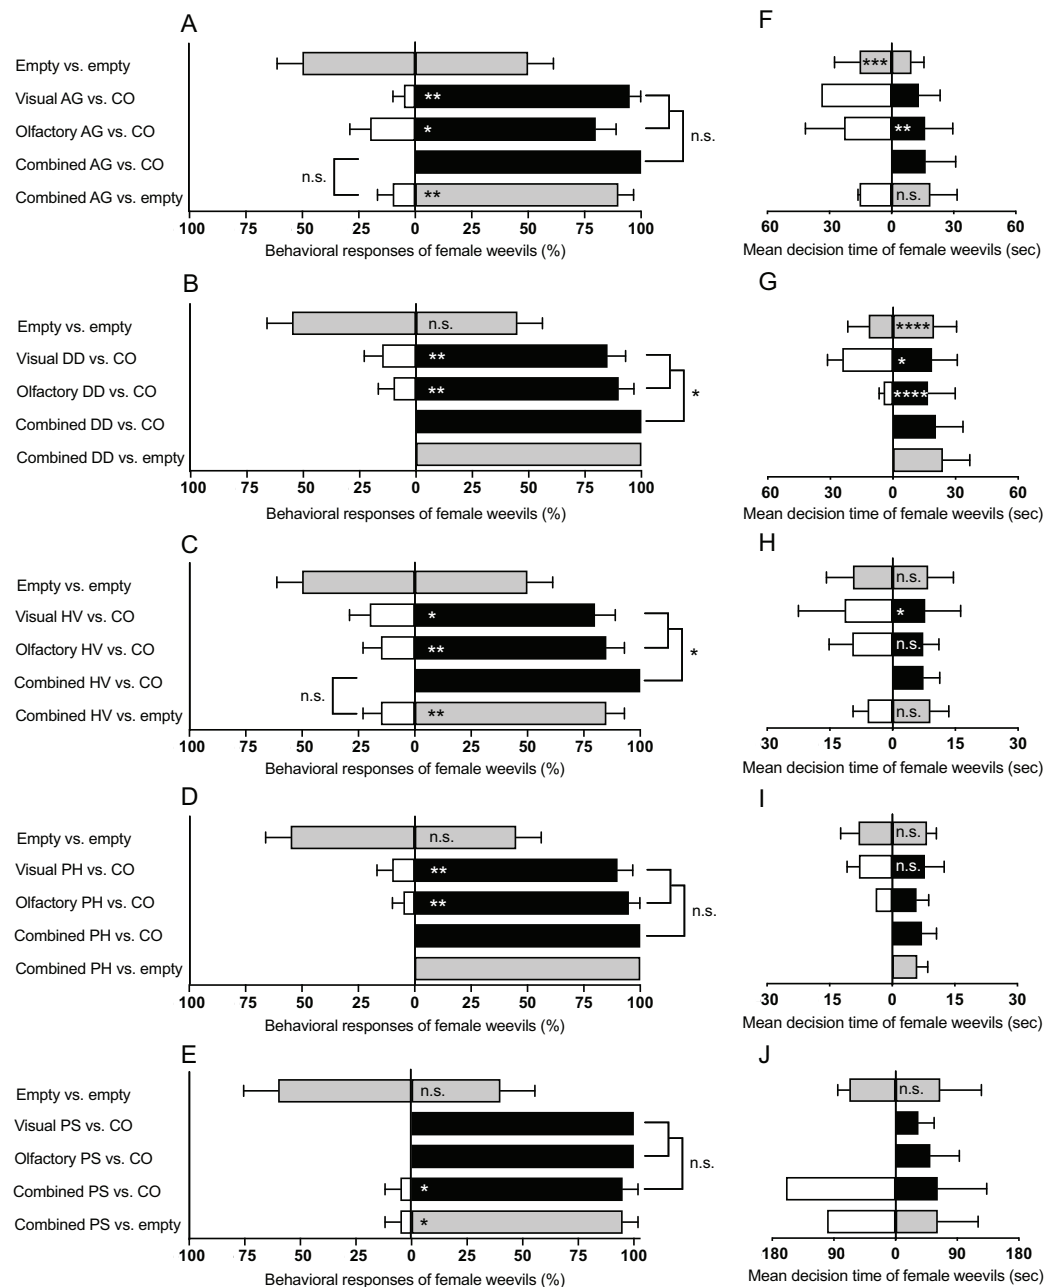 A
F
Empty vs. empty
***
Visual AG vs. CO
**
Olfactory AG vs. CO
*
n.s.
**
Combined AG vs. CO
n.s.
Combined AG vs. empty
**
n.s.
100 75 50 25 0 25 50 75 100
60 30 0 30 60
Behavioral responses of female weevils (%)
Mean decision time of female weevils (sec)
B
G
Empty vs. empty
n.s.
****
Visual DD vs. CO
**
*
Olfactory DD vs. CO
**
*
****
Combined DD vs. CO
Combined DD vs. empty
100 75 50 25 0 25 50 75 100
60 30 0 30 60
Behavioral responses of female weevils (%)
Mean decision time of female weevils (sec)
C
H
Empty vs. empty
n.s.
Visual HV vs. CO
*
*
Olfactory HV vs. CO
**
*
n.s.
Combined HV vs. CO
n.s.
Combined HV vs. empty
**
n.s.
100 75 50 25 0 25 50 75 100
30 15 0 15 30
Behavioral responses of female weevils (%)
Mean decision time of female weevils (sec)
D
I
Empty vs. empty
n.s.
n.s.
Visual PH vs. CO
**
n.s.
Olfactory PH vs. CO
**
n.s.
Combined PH vs. CO
Combined PH vs. empty
100 75 50 25 0 25 50 75 100
30 15 0 15 30
Behavioral responses of female weevils (%)
Mean decision time of female weevils (sec)
E
J
Empty vs. empty
n.s.
n.s.
Visual PS vs. CO
Olfactory PS vs. CO
n.s.
Combined PS vs. CO
*
Combined PS vs. empty
*
100 75 50 25 0 25 50 75 100
180 90 0 90 180
Behavioral responses of female weevils (%)
Mean decision time of female weevils (sec)